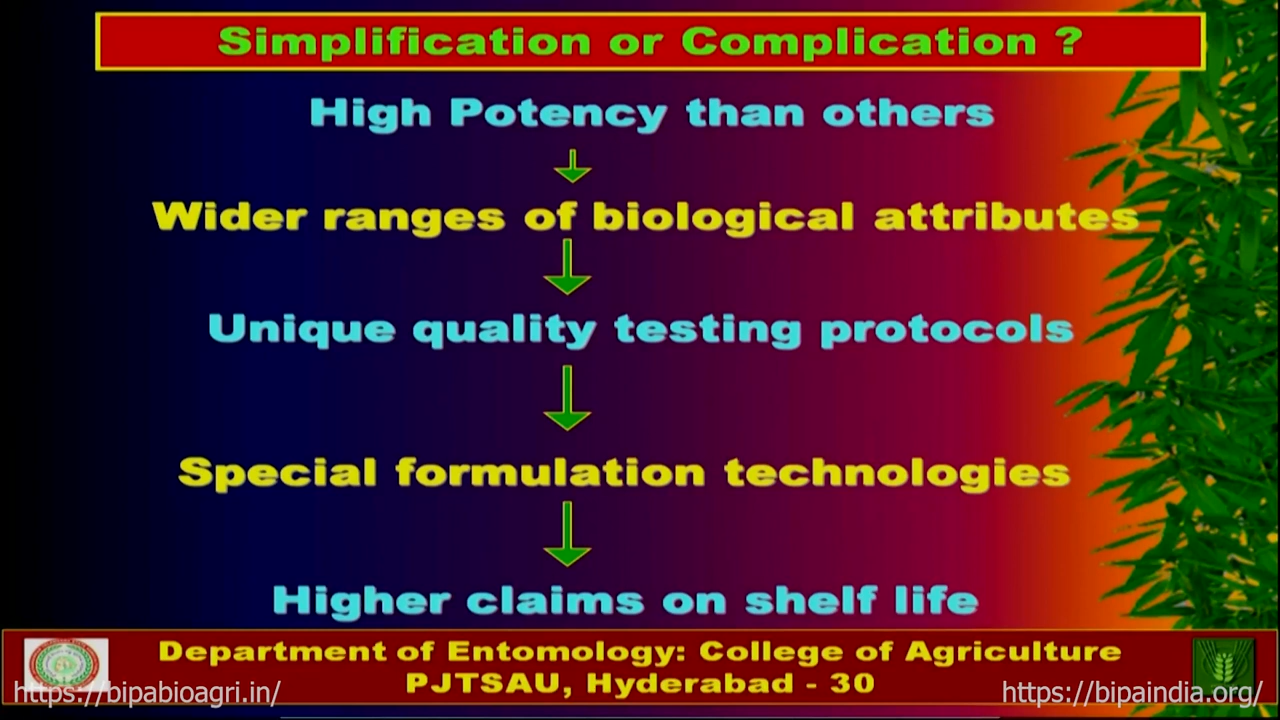 Simplification or Complication ?
High Potency than others
Wider ranges of biological attributes
Unique quality testing protocols
Special formulation technologies
Higher claims on shelf life
Department of Entomology: College of Agriculture
PJTSAU, Hyderabad - 30
https://bipabioagri.in/
https://bipaindia.org/